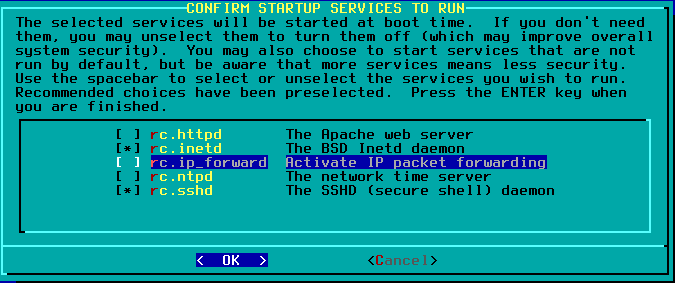 CONFIRM STARTUP SERVICES TO RUN
The selected services will be started at boot time.  If you don't need
them, you may unselect them to turn them off (which may improve overall
system security).  You may also choose to start services that are not
run by default, but be aware that more services means less security.
Use the spacebar to select or unselect the services you wish to run.
Recommended choices have been preselected.  Press the ENTER key when
you are finished.
[ ] rc.httpd The Apache web server
[*] rc.inetd The BSD Inetd daemon
[ ] rc.ip_forward Activate IP packet forwarding
[ ] rc.ntpd The network time server
[*] rc.sshd The SSHD (secure shell) daemon
< OK > <Cancel>